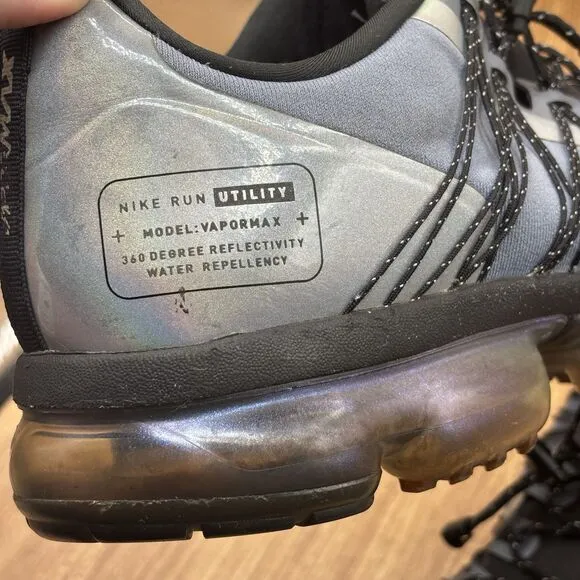 NIKE RUN UTILITY
+ MODEL:VAPORMAX +
360 DEGREE REFLECTIVITY
WATER REPELLENCY